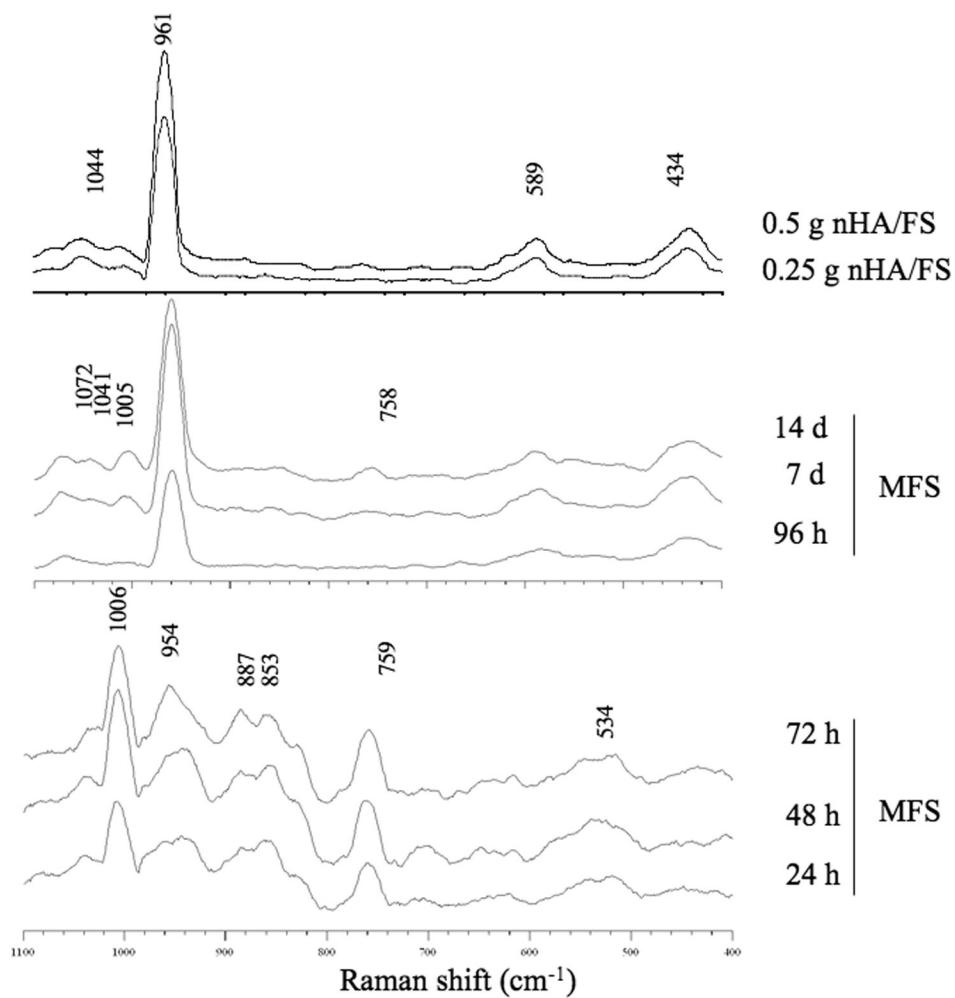 961
1044
589
434
0.5 g nHA/FS
0.25 g nHA/FS
1072
1041
1005
758
14 d
7 d
MFS
96 h
1006
954
887
853
759
534
72 h
48 h
MFS
24 h
1100 1000 900 800 700 600 500 400
Raman shift (cm-1)